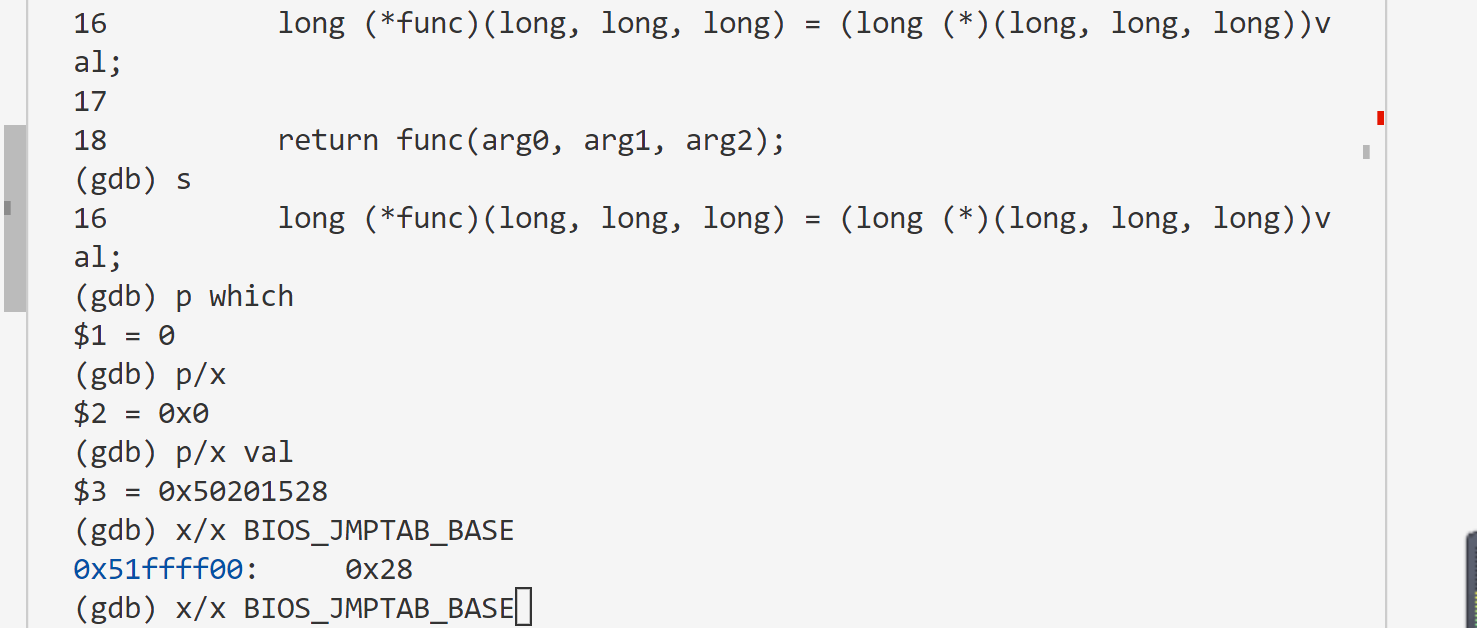 16          long (*func)(long, long, long) = (long (*)(long, long, long))v
al;
17
18          return func(arg0, arg1, arg2);
(gdb) s
16          long (*func)(long, long, long) = (long (*)(long, long, long))v
al;
(gdb) p which
$1 = 0
(gdb) p/x
$2 = 0x0
(gdb) p/x val
$3 = 0x50201528
(gdb) x/x BIOS_JMPTAB_BASE
0x51ffff00:     0x28
(gdb) x/x BIOS_JMPTAB_BASE